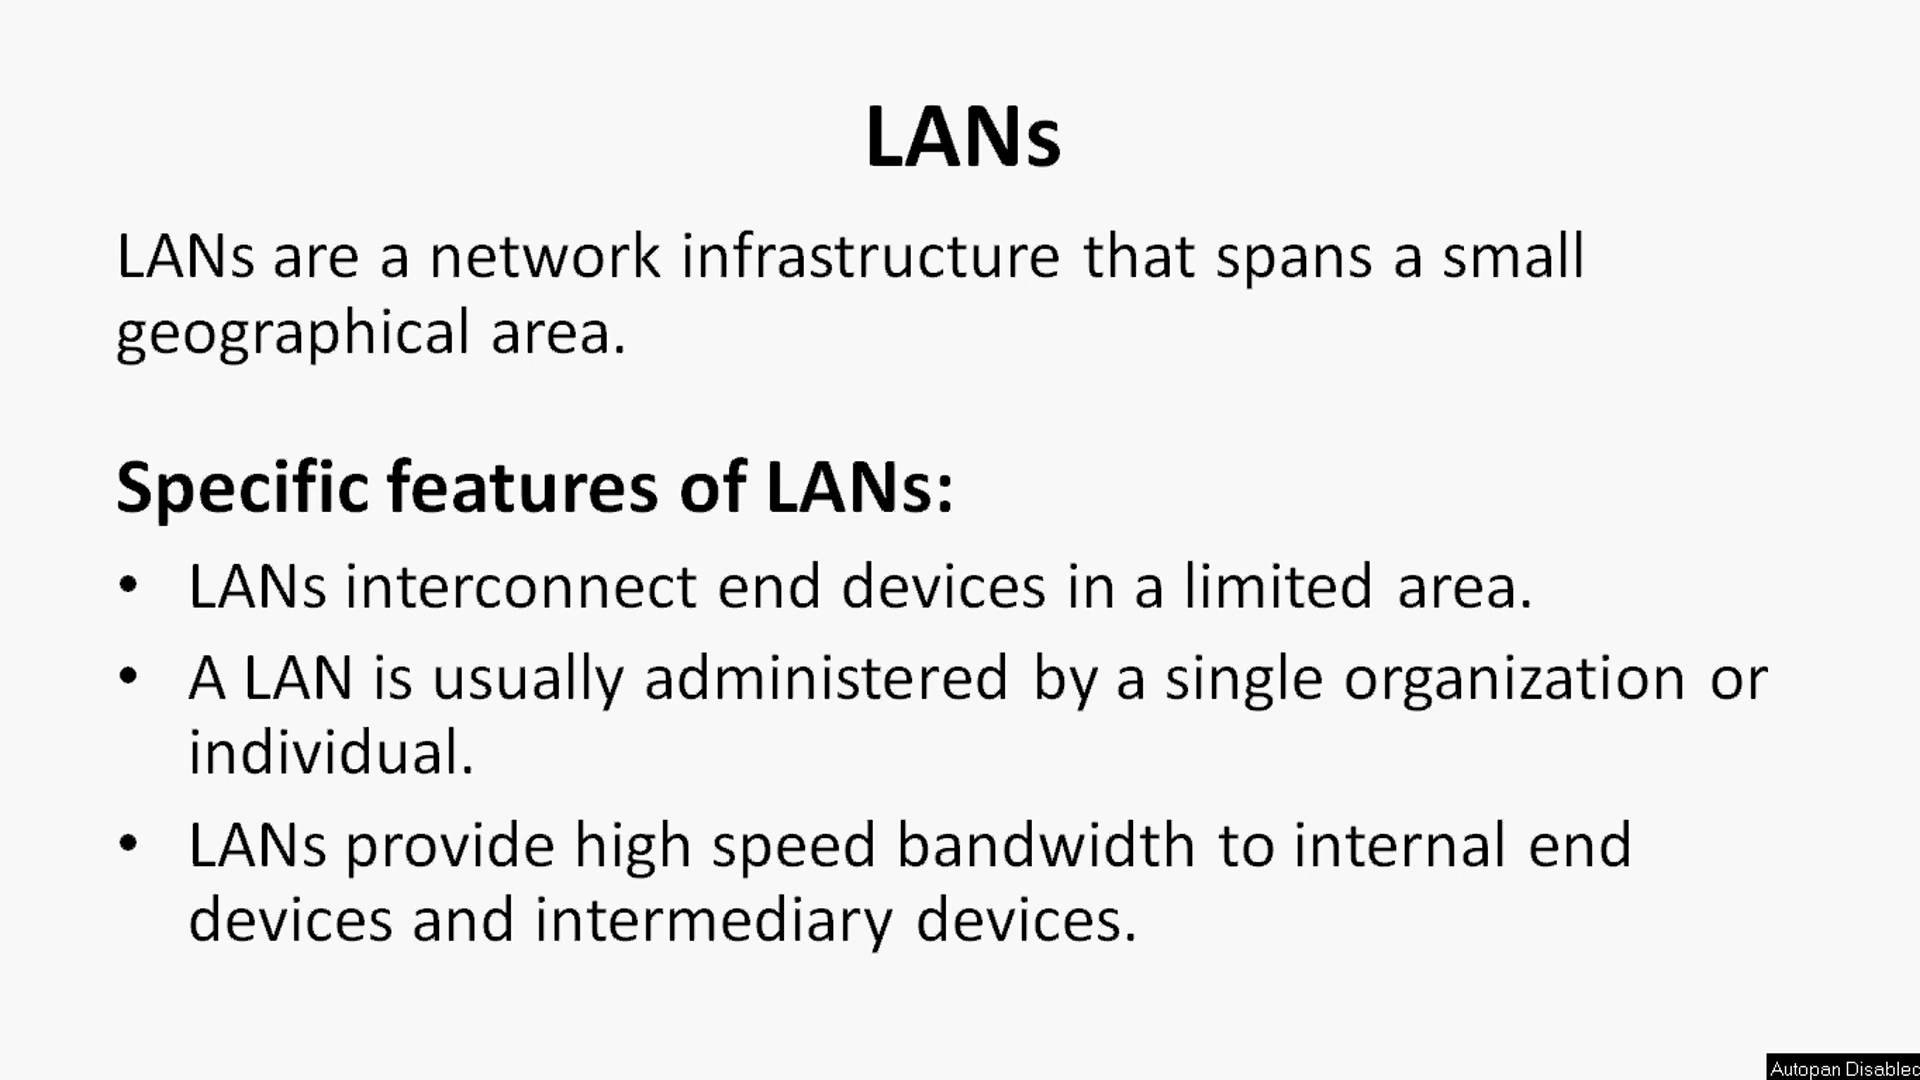 LANs
LANs are a network infrastructure that spans a small
geographical area.
Specific features of LANs:
• LANs interconnect end devices in a limited area.
• A LAN is usually administered by a single organization or
individual.
• LANs provide high speed bandwidth to internal end
devices and intermediary devices.
Autopan Disabled